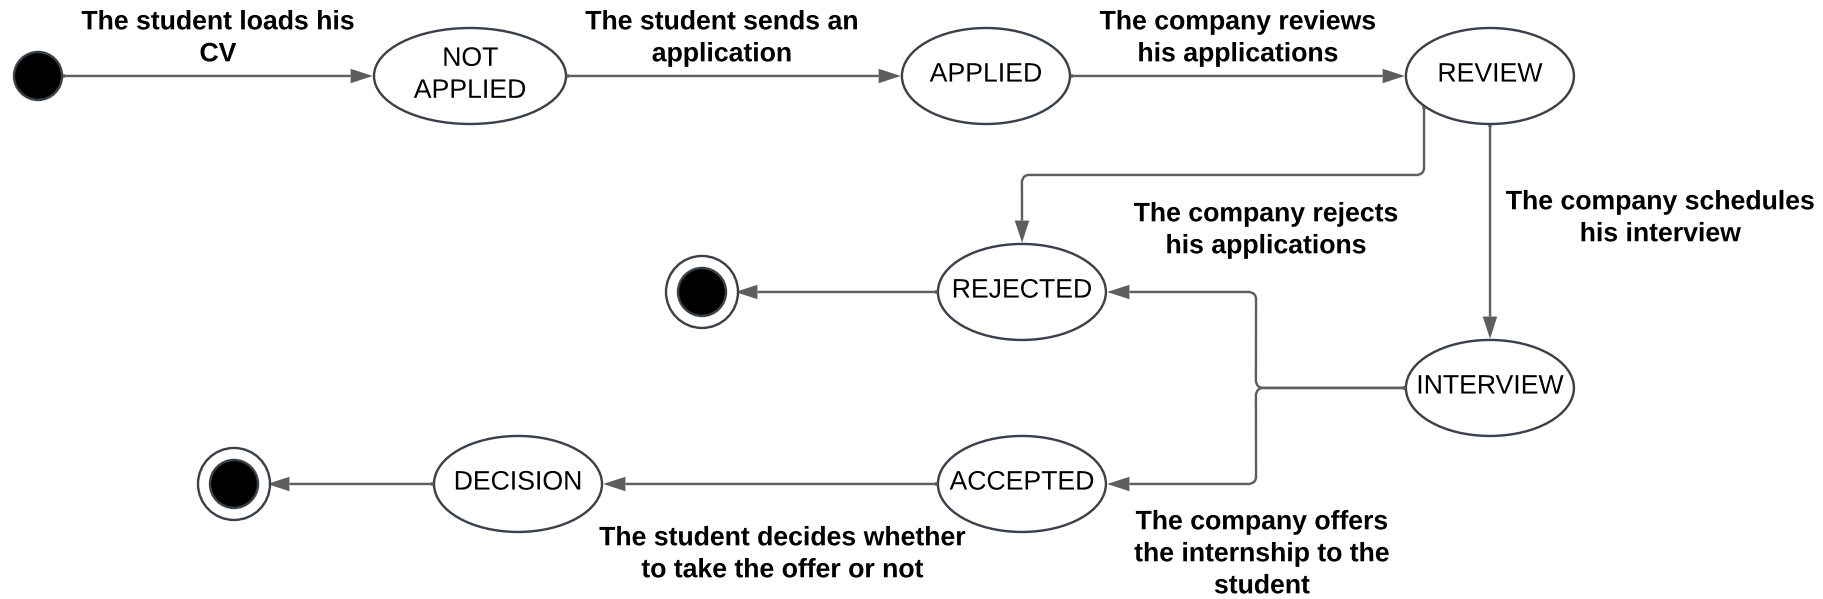 The student loads his
CV
NOT
APPLIED
The student sends an
application
APPLIED
The company reviews
his applications
REVIEW
The company rejects
his applications
The company schedules
his interview
REJECTED
INTERVIEW
DECISION
The student decides whether
to take the offer or not
ACCEPTED
The company offers
the internship to the
student